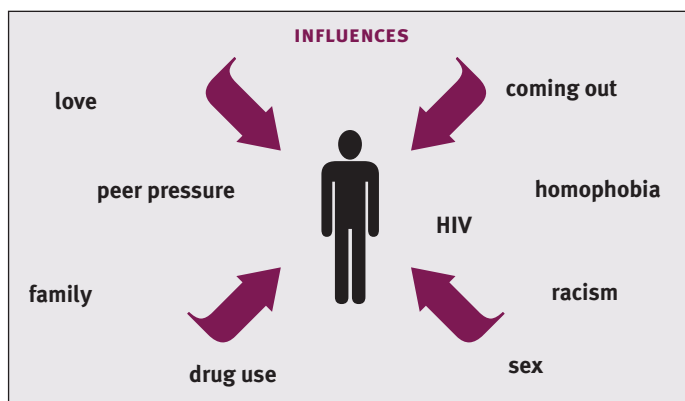 INFLUENCES
love
coming out
peer pressure
homophobia
HIV
family
racism
drug use
sex